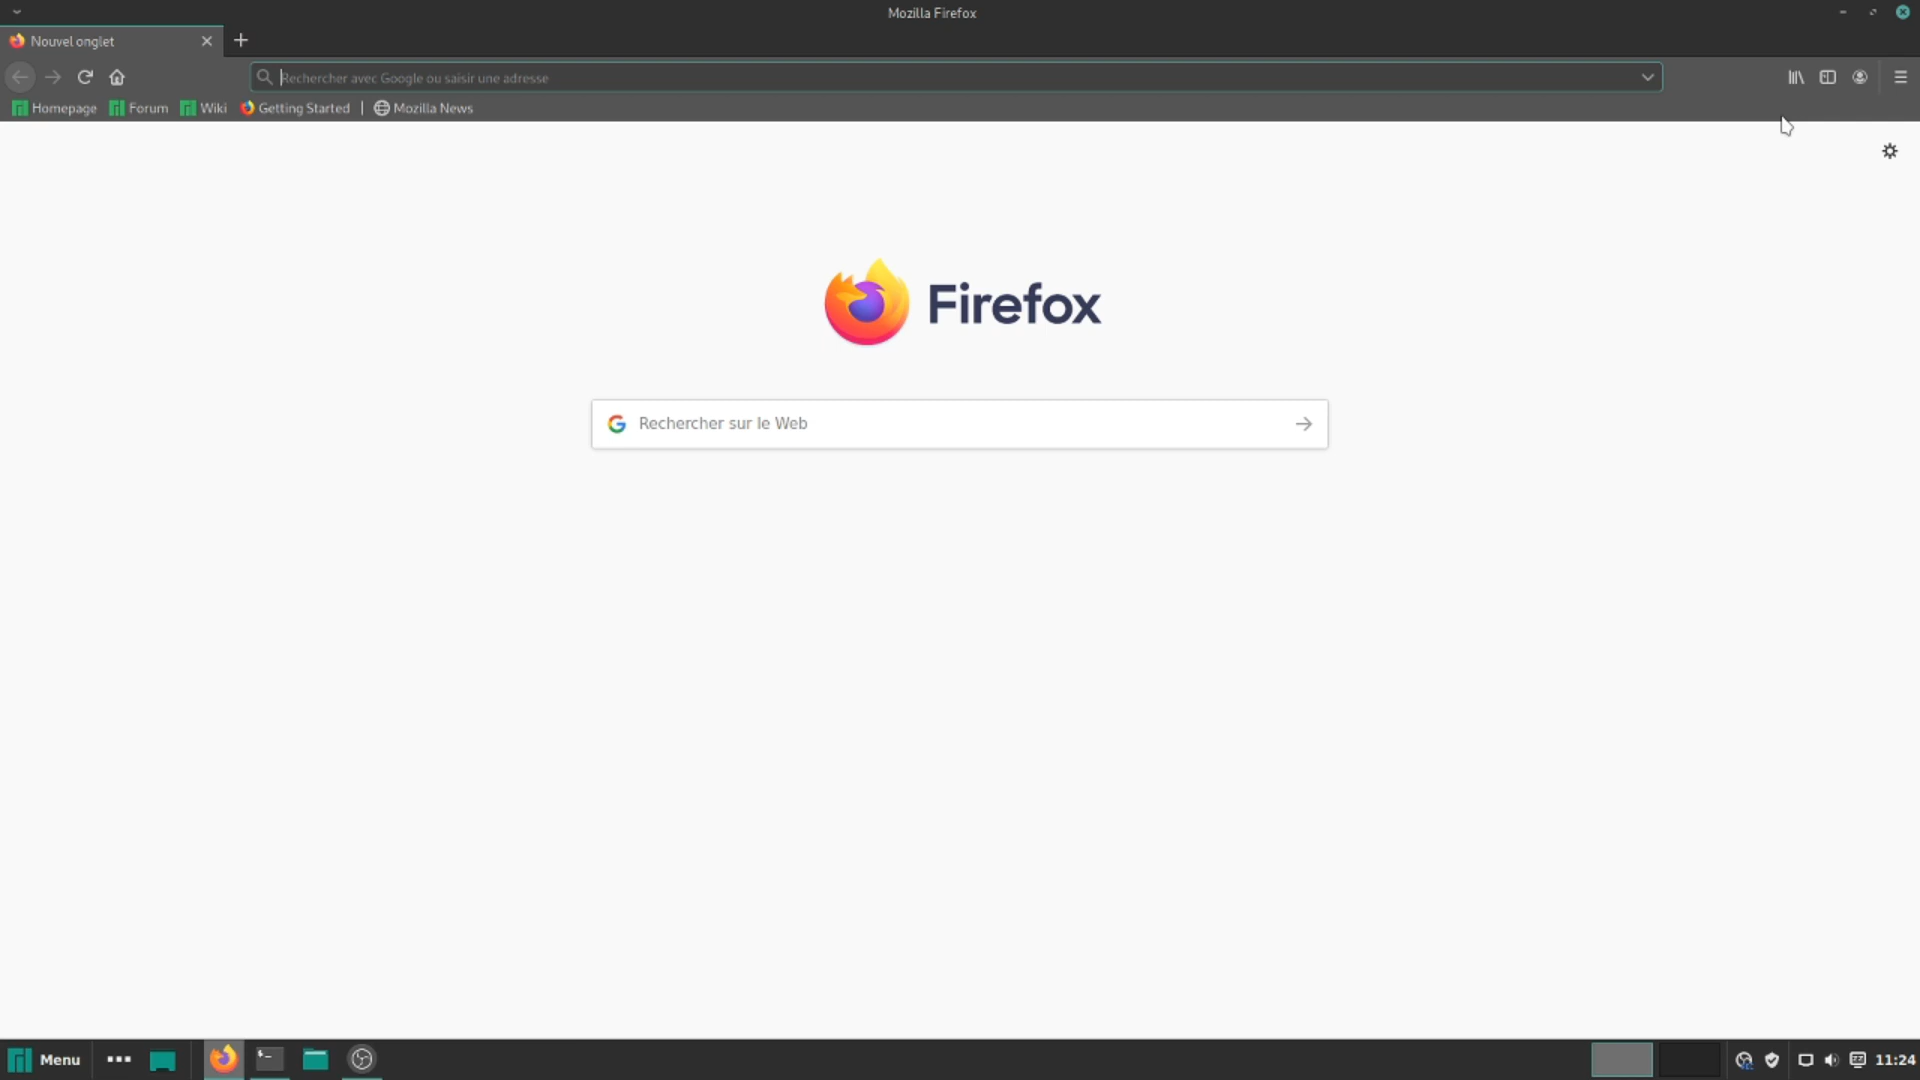 Mozilla Firefox
Nouvel onglet
Rechercher avec Google ou saisir une adresse
Homepage Forum Wiki Getting Started | Mozilla News
Firefox
Rechercher sur le Web
Menu 11:24